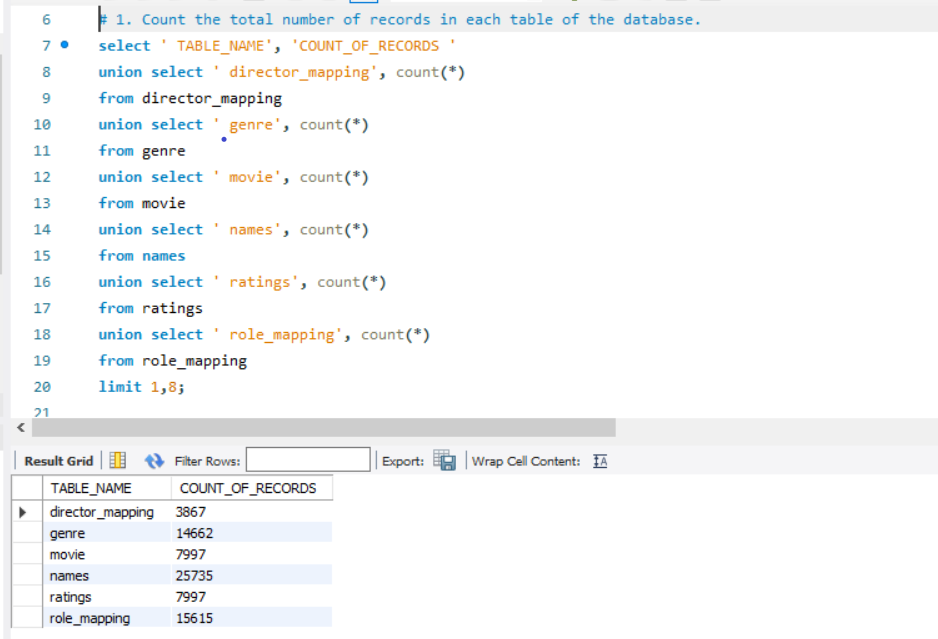 6 # 1. Count the total number of records in each table of the database.
7 select ' TABLE_NAME', 'COUNT_OF_RECORDS '
8 union select ' director_mapping', count(*)
9 from director_mapping
10 union select ' genre', count(*)
11 from genre
12 union select ' movie', count(*)
13 from movie
14 union select ' names', count(*)
15 from names
16 union select ' ratings', count(*)
17 from ratings
18 union select ' role_mapping', count(*)
19 from role_mapping
20 limit 1,8;
21
Result Grid Filter Rows: Export: Wrap Cell Content: IA
TABLE_NAME COUNT_OF_RECORDS
director_mapping 3867
genre 14662
movie 7997
names 25735
ratings 7997
role_mapping 15615